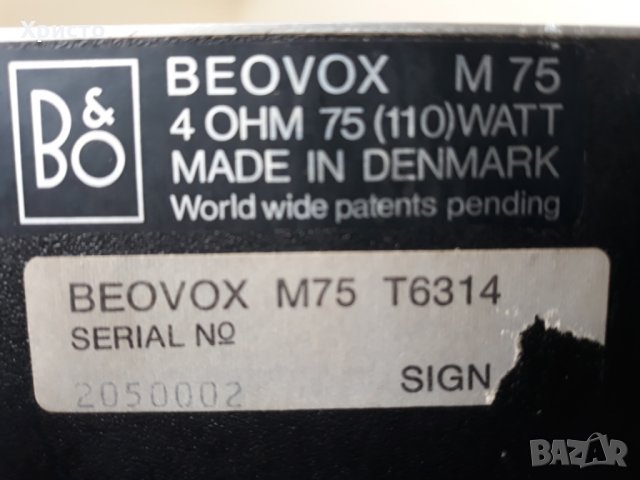 Христо
B&O
BEOVOX M 75
4 OHM 75 (110)WATT
MADE IN DENMARK
World wide patents pending
BEOVOX M75 T6314
SERIAL Nº
2050002
SIGN
BAZAR